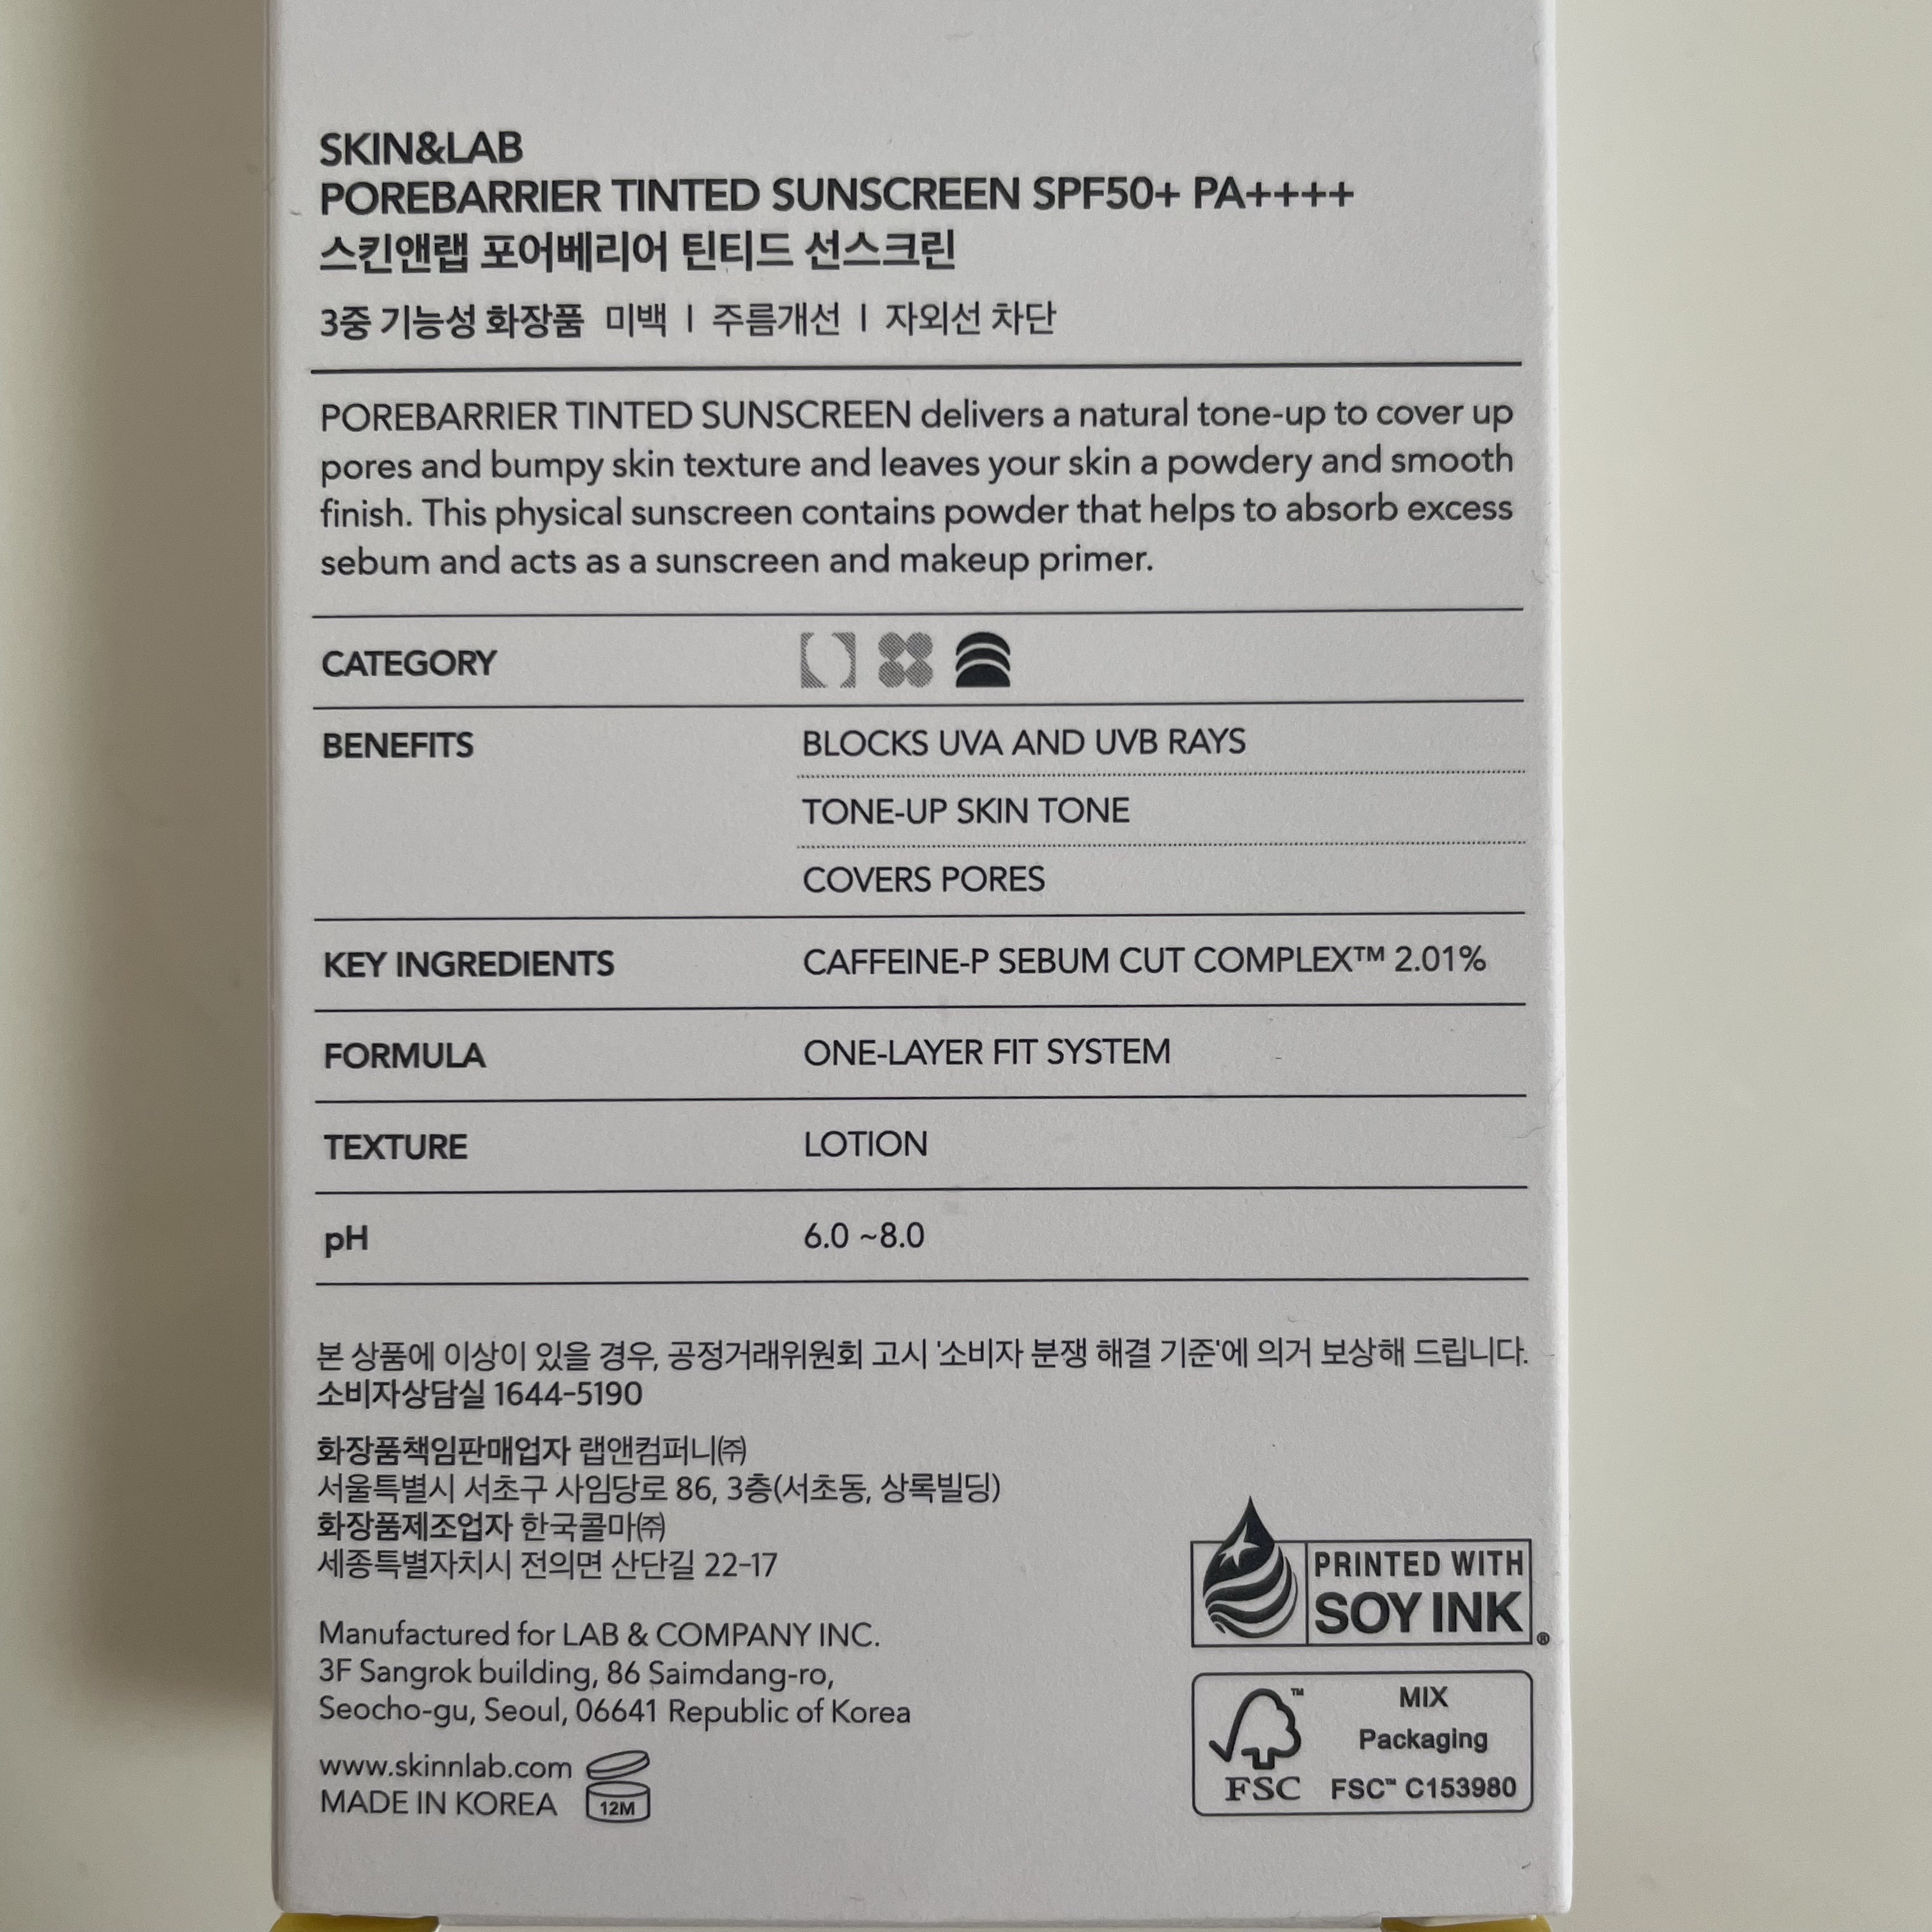 SKIN&LAB
POREBARRIER TINTED SUNSCREEN SPF50+ PA++++
스킨앤랩 포어베리어 틴티드 선스크린
3중 기능성 화장품 미백 I 주름개선 I 자외선 차단
POREBARRIER TINTED SUNSCREEN delivers a natural tone-up to cover up
pores and bumpy skin texture and leaves your skin a powdery and smooth
finish. This physical sunscreen contains powder that helps to absorb excess
sebum and acts as a sunscreen and makeup primer.
CATEGORY
BENEFITS BLOCKS UVA AND UVB RAYS
TONE-UP SKIN TONE
COVERS PORES
KEY INGREDIENTS CAFFEINE-P SEBUM CUT COMPLEX™ 2.01%
FORMULA ONE-LAYER FIT SYSTEM
TEXTURE LOTION
pH 6.0 ~8.0
본 상품에 이상이 있을 경우, 공정거래위원회 고시 '소비자 분쟁 해결 기준'에 의거 보상해 드립니다.
소비자상담실 1644-5190
화장품책임판매업자 랩앤컴퍼니㈜
서울특별시 서초구 사임당로 86, 3층(서초동, 상록빌딩)
화장품제조업자 한국콜마㈜
세종특별자치시 전의면 산단길 22-17
Manufactured for LAB & COMPANY INC.
3F Sangrok building, 86 Saimdang-ro,
Seocho-gu, Seoul, 06641 Republic of Korea
www.skinnlab.com
MADE IN KOREA
12M
PRINTED WITH
SOY INK®
™
FSC
MIX
Packaging
FSC™ C153980